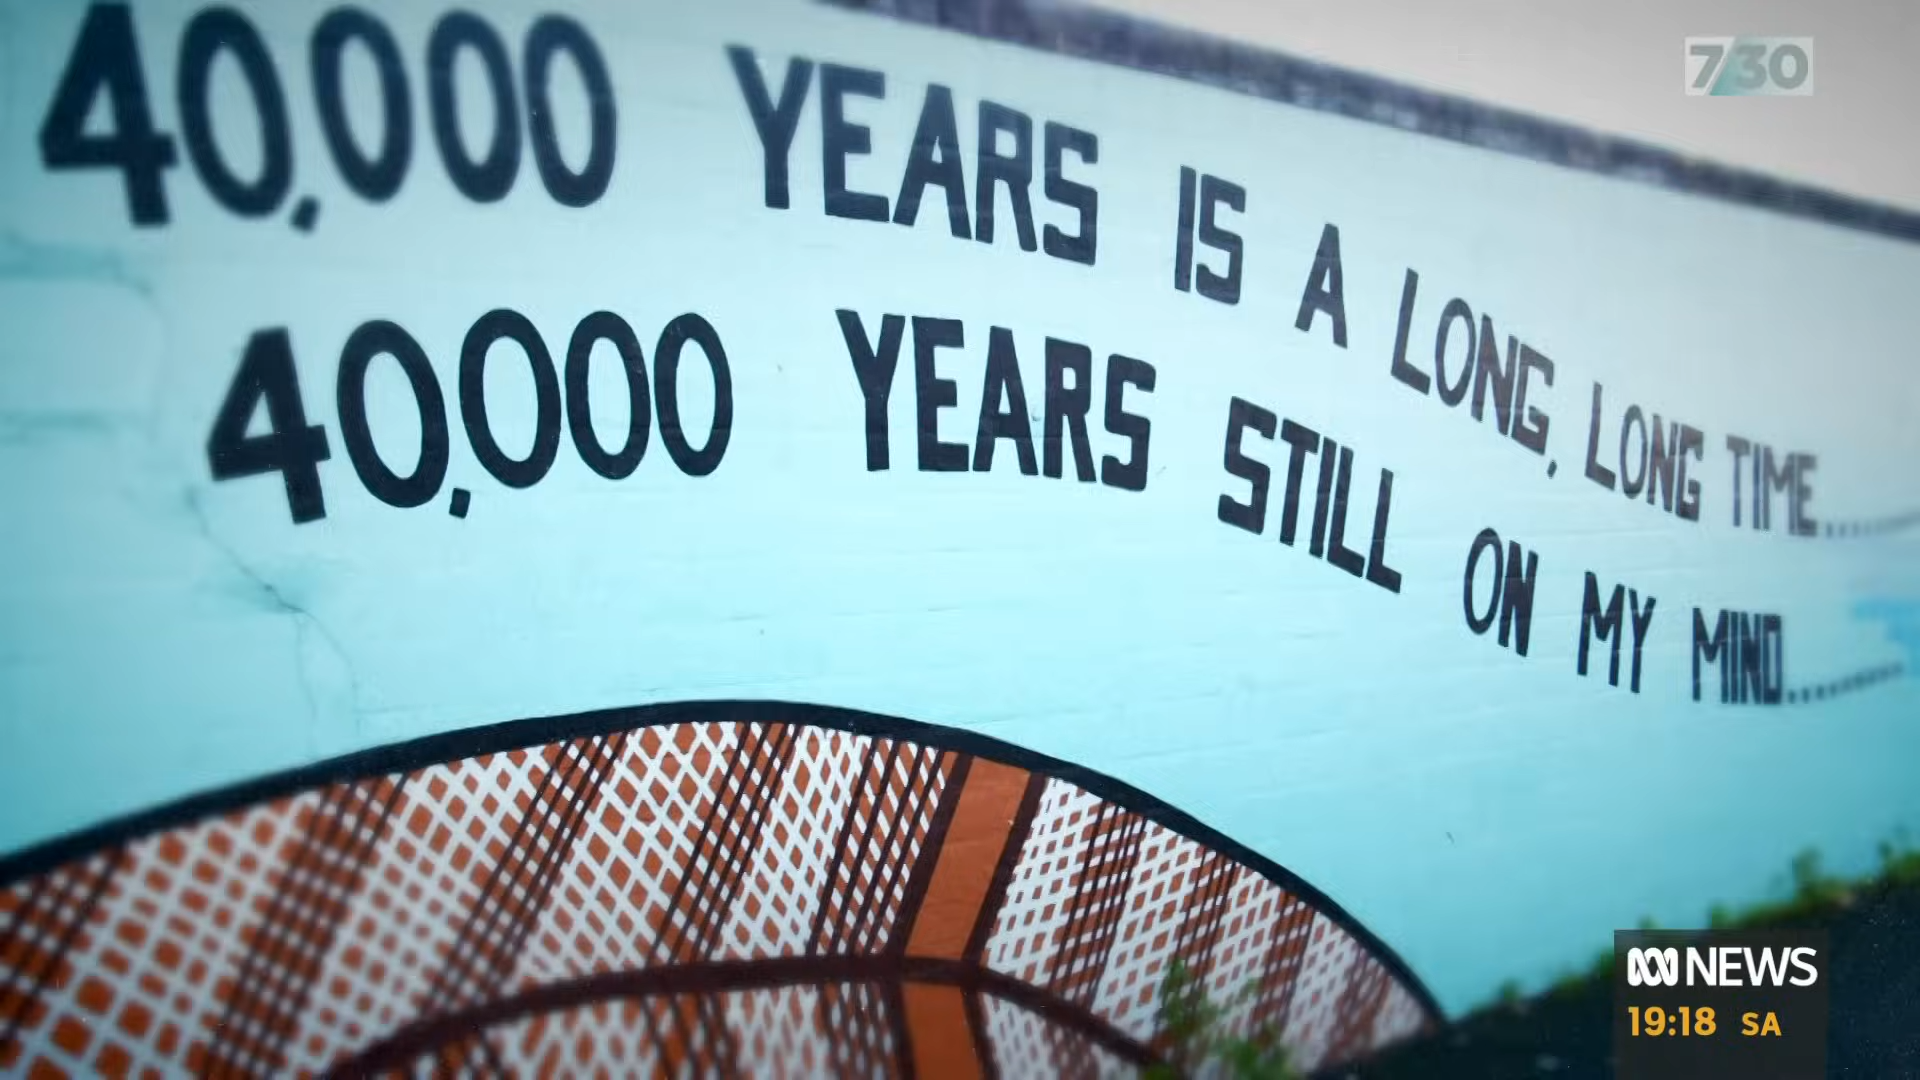 7/30
40,000 YEARS IS A LONG, LONG TIME......
40,000 YEARS STILL ON MY MIND.........
NEWS
19:18 SA